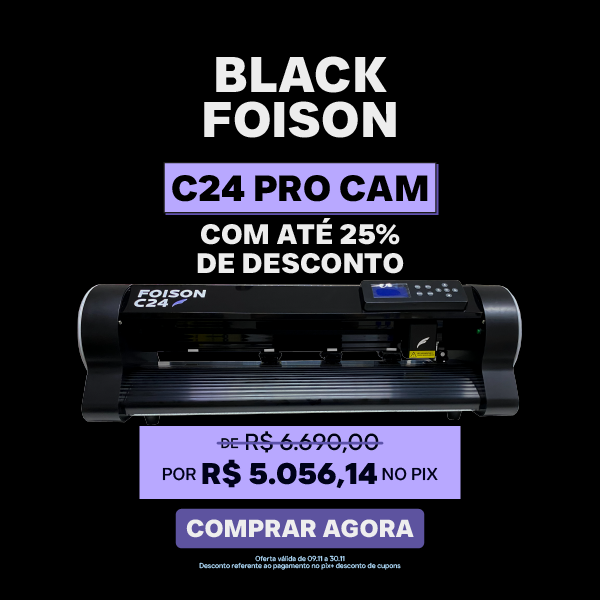 BLACK
FOISON
C24 PRO CAM
COM ATÉ 25%
DE DESCONTO
FOISON
C24
DE R$ 6.690,00
POR R$ 5.056,14 NO PIX
COMPRAR AGORA
Oferta válida de 09.11 a 30.11
Desconto referente ao pagamento no pix+ desconto de cupons